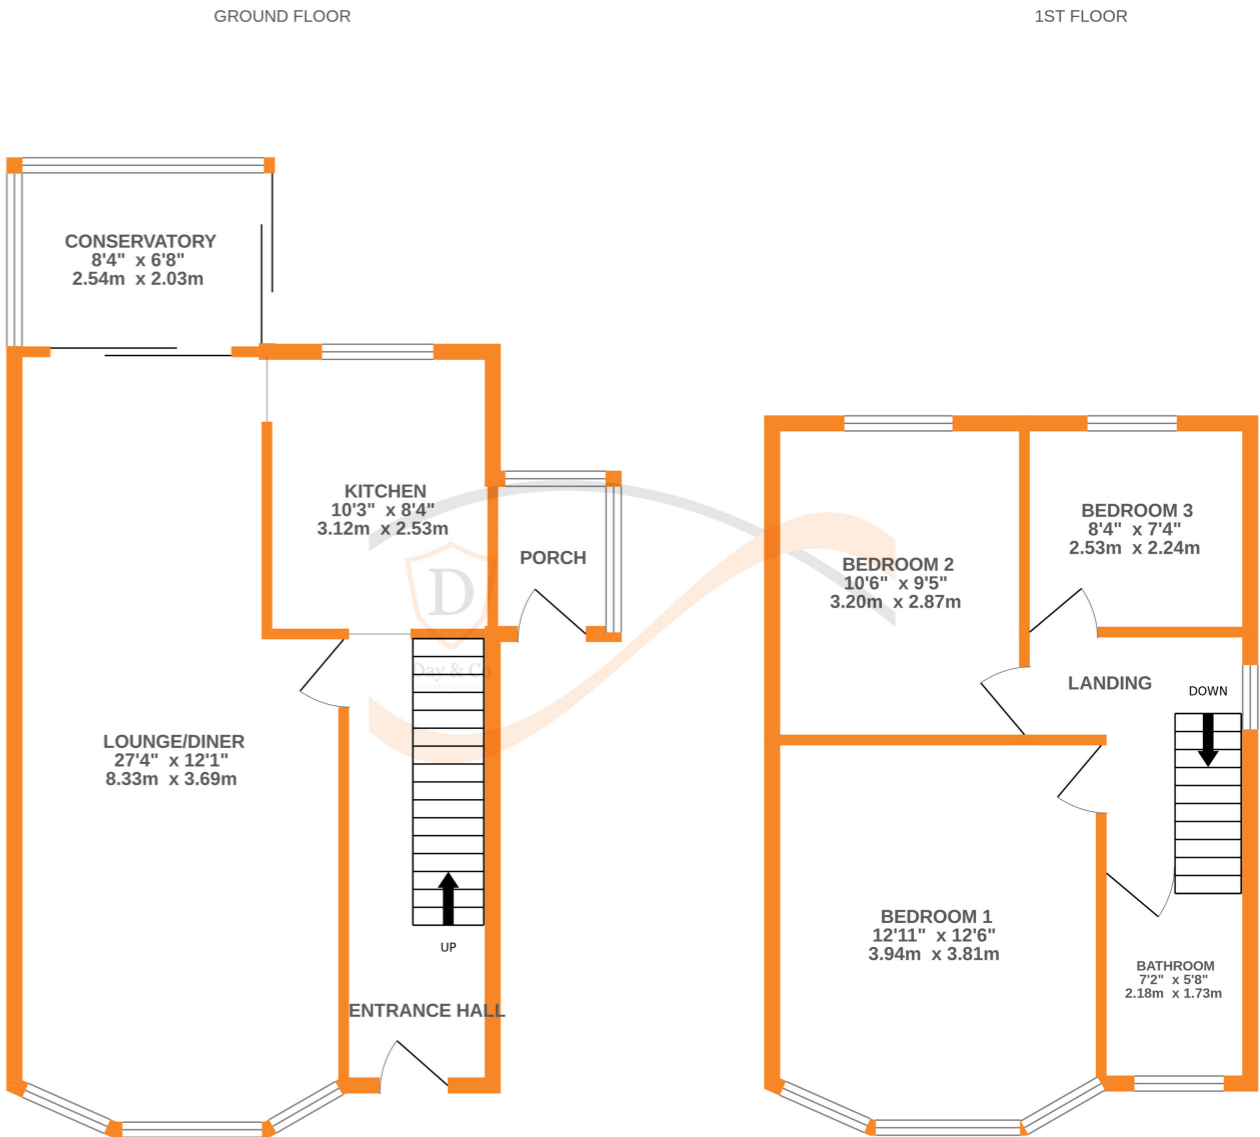 GROUND FLOOR
1ST FLOOR
CONSERVATORY
8'4" x 6'8"
2.54m x 2.03m
KITCHEN
10'3" x 8'4"
3.12m x 2.53m
PORCH
D
Day & Co
LOUNGE/DINER
27'4" x 12'1"
8.33m x 3.69m
UP
ENTRANCE HALL
BEDROOM 3
8'4" x 7'4"
2.53m x 2.24m
BEDROOM 2
10'6" x 9'5"
3.20m x 2.87m
LANDING
DOWN
BEDROOM 1
12'11" x 12'6"
3.94m x 3.81m
BATHROOM
7'2" x 5'8"
2.18m x 1.73m